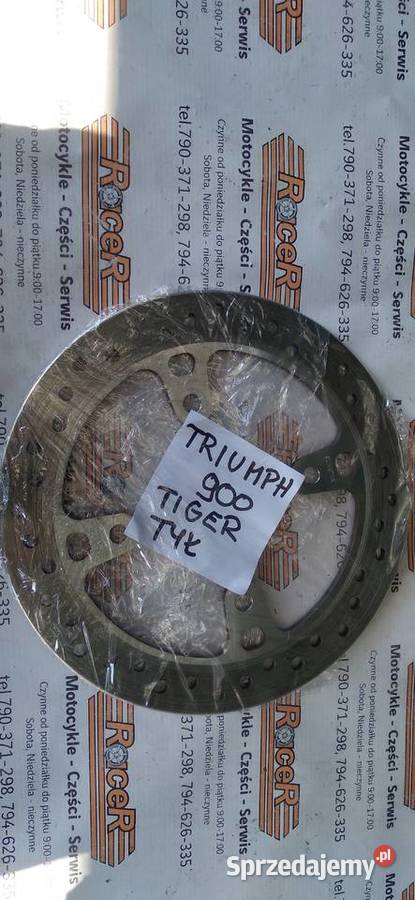 TRIUMPH
900
TIGER
TYŁ
RaceR
Motocykle - Części - Serwis
Czynne od poniedziałku do piątku 9:00-17:00
Sobota, Niedziela - nieczynne
tel.790-371-298, 794-626-335
Sprzedajemy.pl